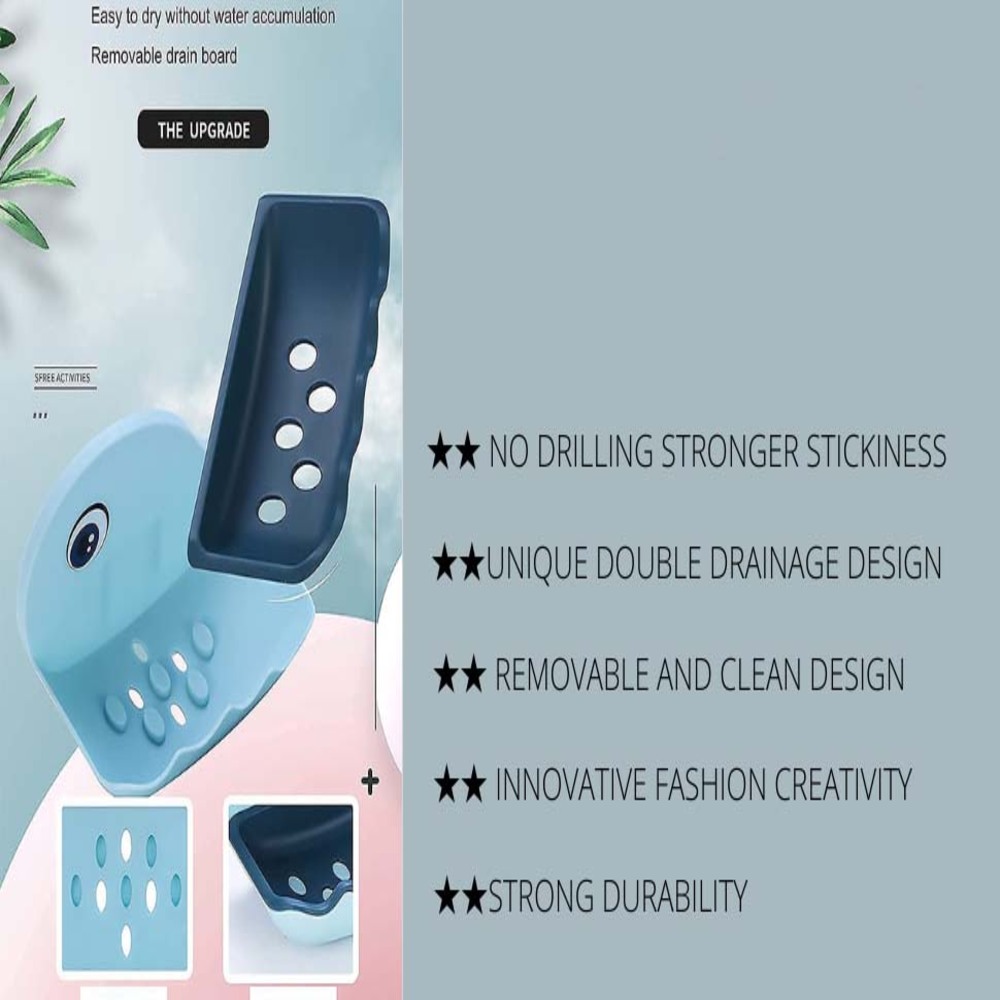 Easy to dry without water accumulation
Removable drain board
THE UPGRADE
SFREE ACTIVITIES
★★ NO DRILLING STRONGER STICKINESS
★★UNIQUE DOUBLE DRAINAGE DESIGN
★★ REMOVABLE AND CLEAN DESIGN
★★ INNOVATIVE FASHION CREATIVITY
★★STRONG DURABILITY